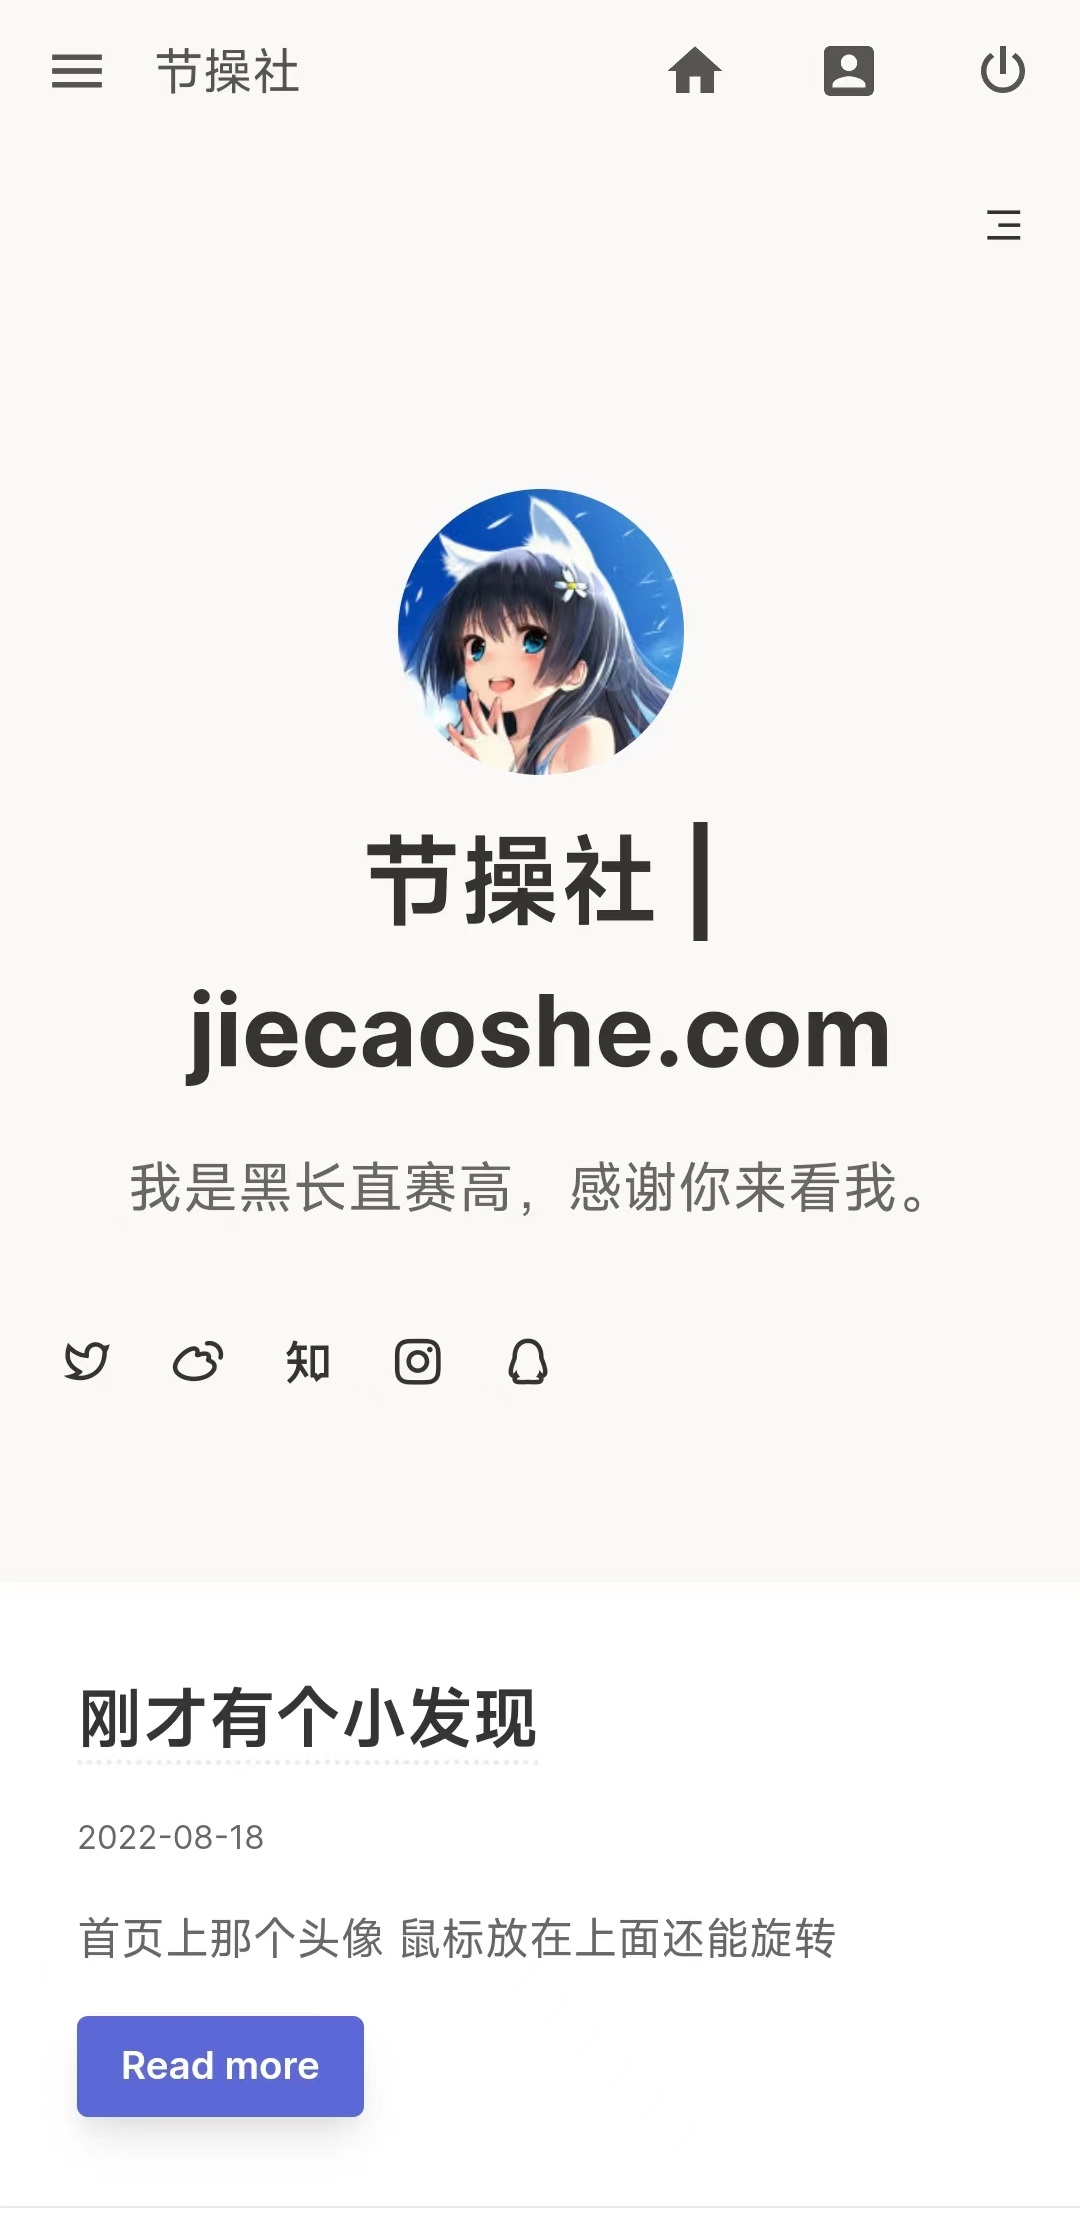 节操社
节操社 |
jiecaoshe.com
我是黑长直赛高，感谢你来看我。
知
刚才有个小发现
2022-08-18
首页上那个头像 鼠标放在上面还能旋转
Read more